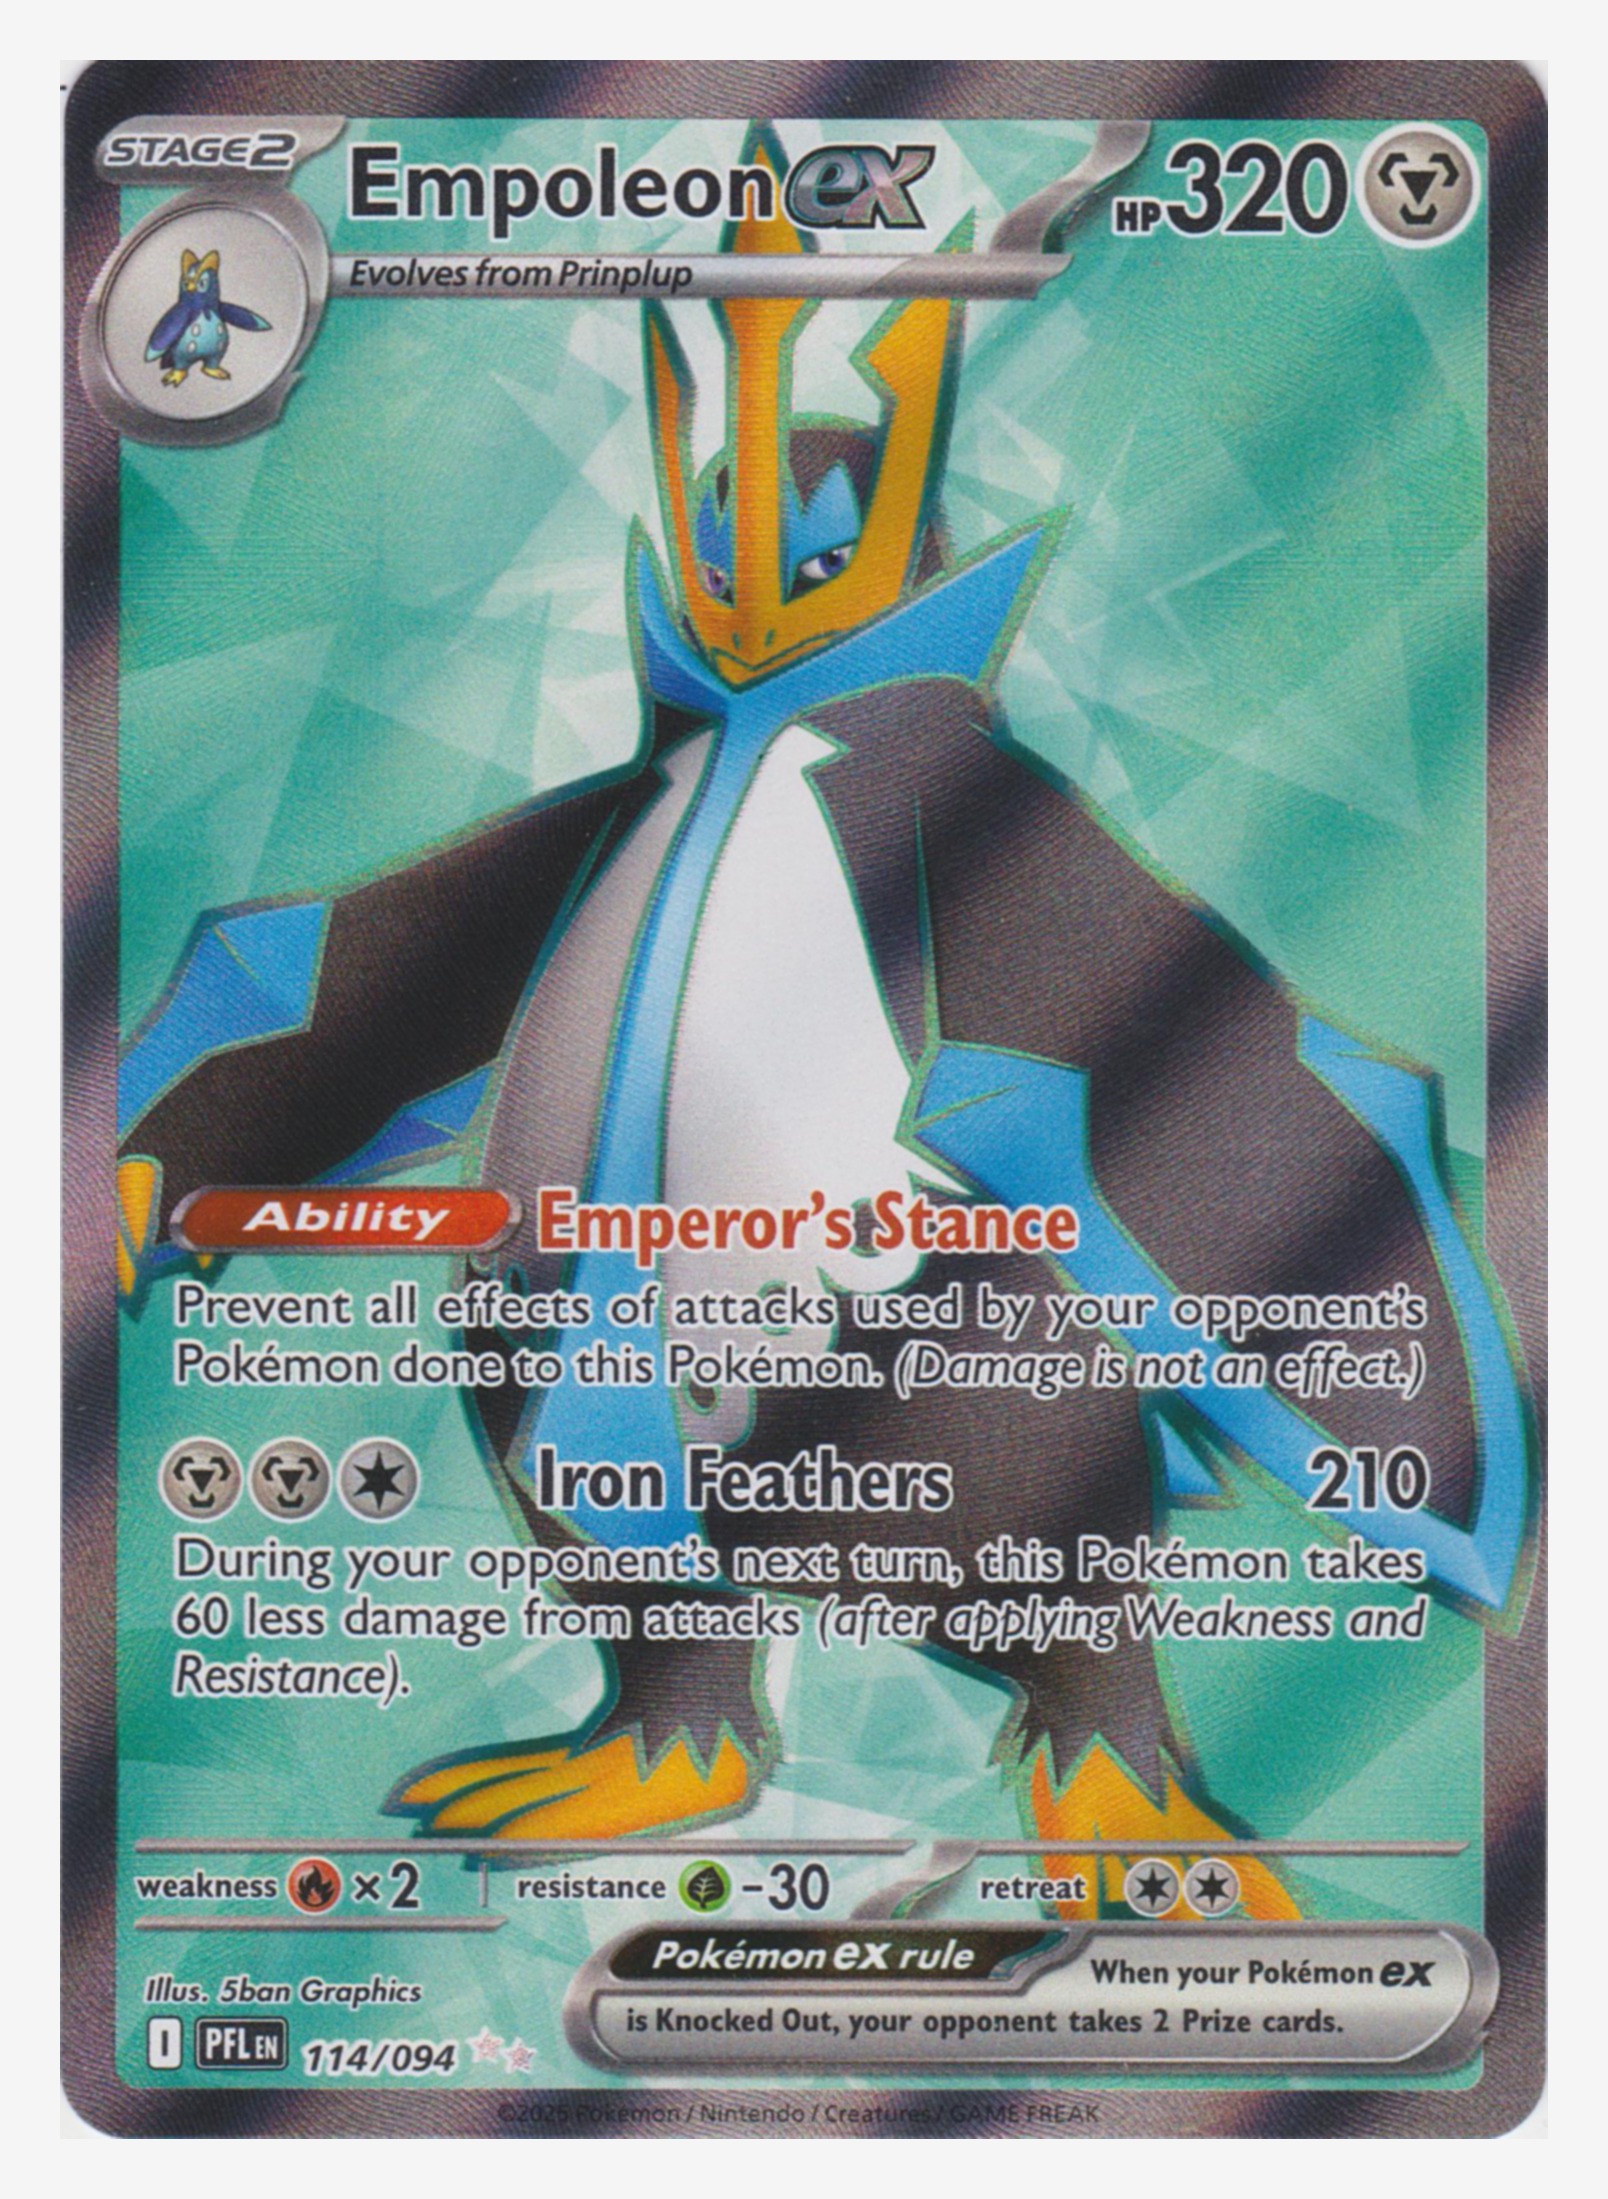 STAGE2
Empoleon ex
HP 320
Evolves from Prinplup
Ability Emperor's Stance
Prevent all effects of attacks used by your opponent's
Pokémon done to this Pokémon. (Damage is not an effect.)
Iron Feathers 210
During your opponent's next turn, this Pokémon takes
60 less damage from attacks (after applying Weakness and
Resistance).
weakness ×2 resistance -30 retreat
Pokémon ex rule
When your Pokémon ex
is Knocked Out, your opponent takes 2 Prize cards.
Illus. 5ban Graphics
I PFL EN 114/094
©2025 Pokémon / Nintendo / Creatures / GAME FREAK